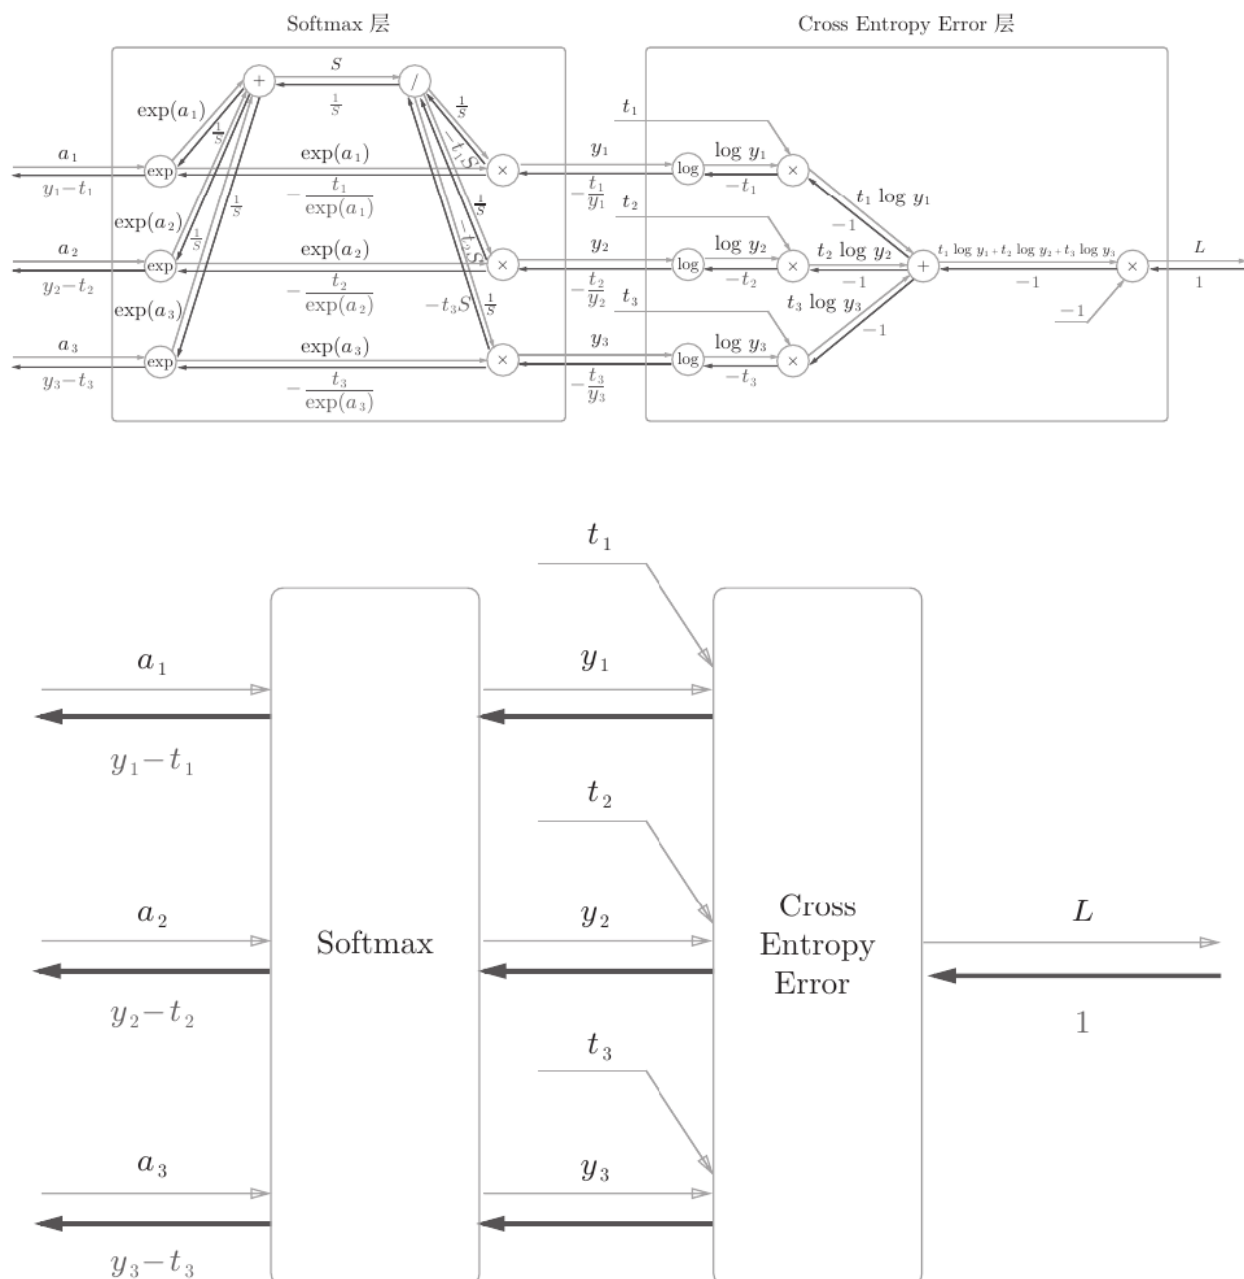 Softmax 层
Cross Entropy Error 层
S
+
/
1/S
exp(a₁)
1/S
1/S
−t₁S
t₁
a₁
exp
exp(a₁)
×
y₁
log
log y₁
×
y₁−t₁
−t₁/exp(a₁)
−t₁/y₁
−t₁
t₁ log y₁
−1
1/S
1/S
t₂
exp(a₂)
1/S
−t₂S
a₂
exp
exp(a₂)
×
y₂
log
log y₂
×
t₂ log y₂
+
t₁ log y₁+t₂ log y₂+t₃ log y₃
×
L
y₂−t₂
−t₂/exp(a₂)
−t₂/y₂
−t₂
−1
−1
1
exp(a₃)
−t₃S
1/S
t₃
t₃ log y₃
−1
−1
a₃
exp
exp(a₃)
×
y₃
log
log y₃
×
y₃−t₃
−t₃/exp(a₃)
−t₃/y₃
−t₃
t₁
a₁
y₁
y₁−t₁
t₂
a₂
y₂
Softmax
Cross
Entropy
Error
L
y₂−t₂
1
t₃
a₃
y₃
y₃−t₃